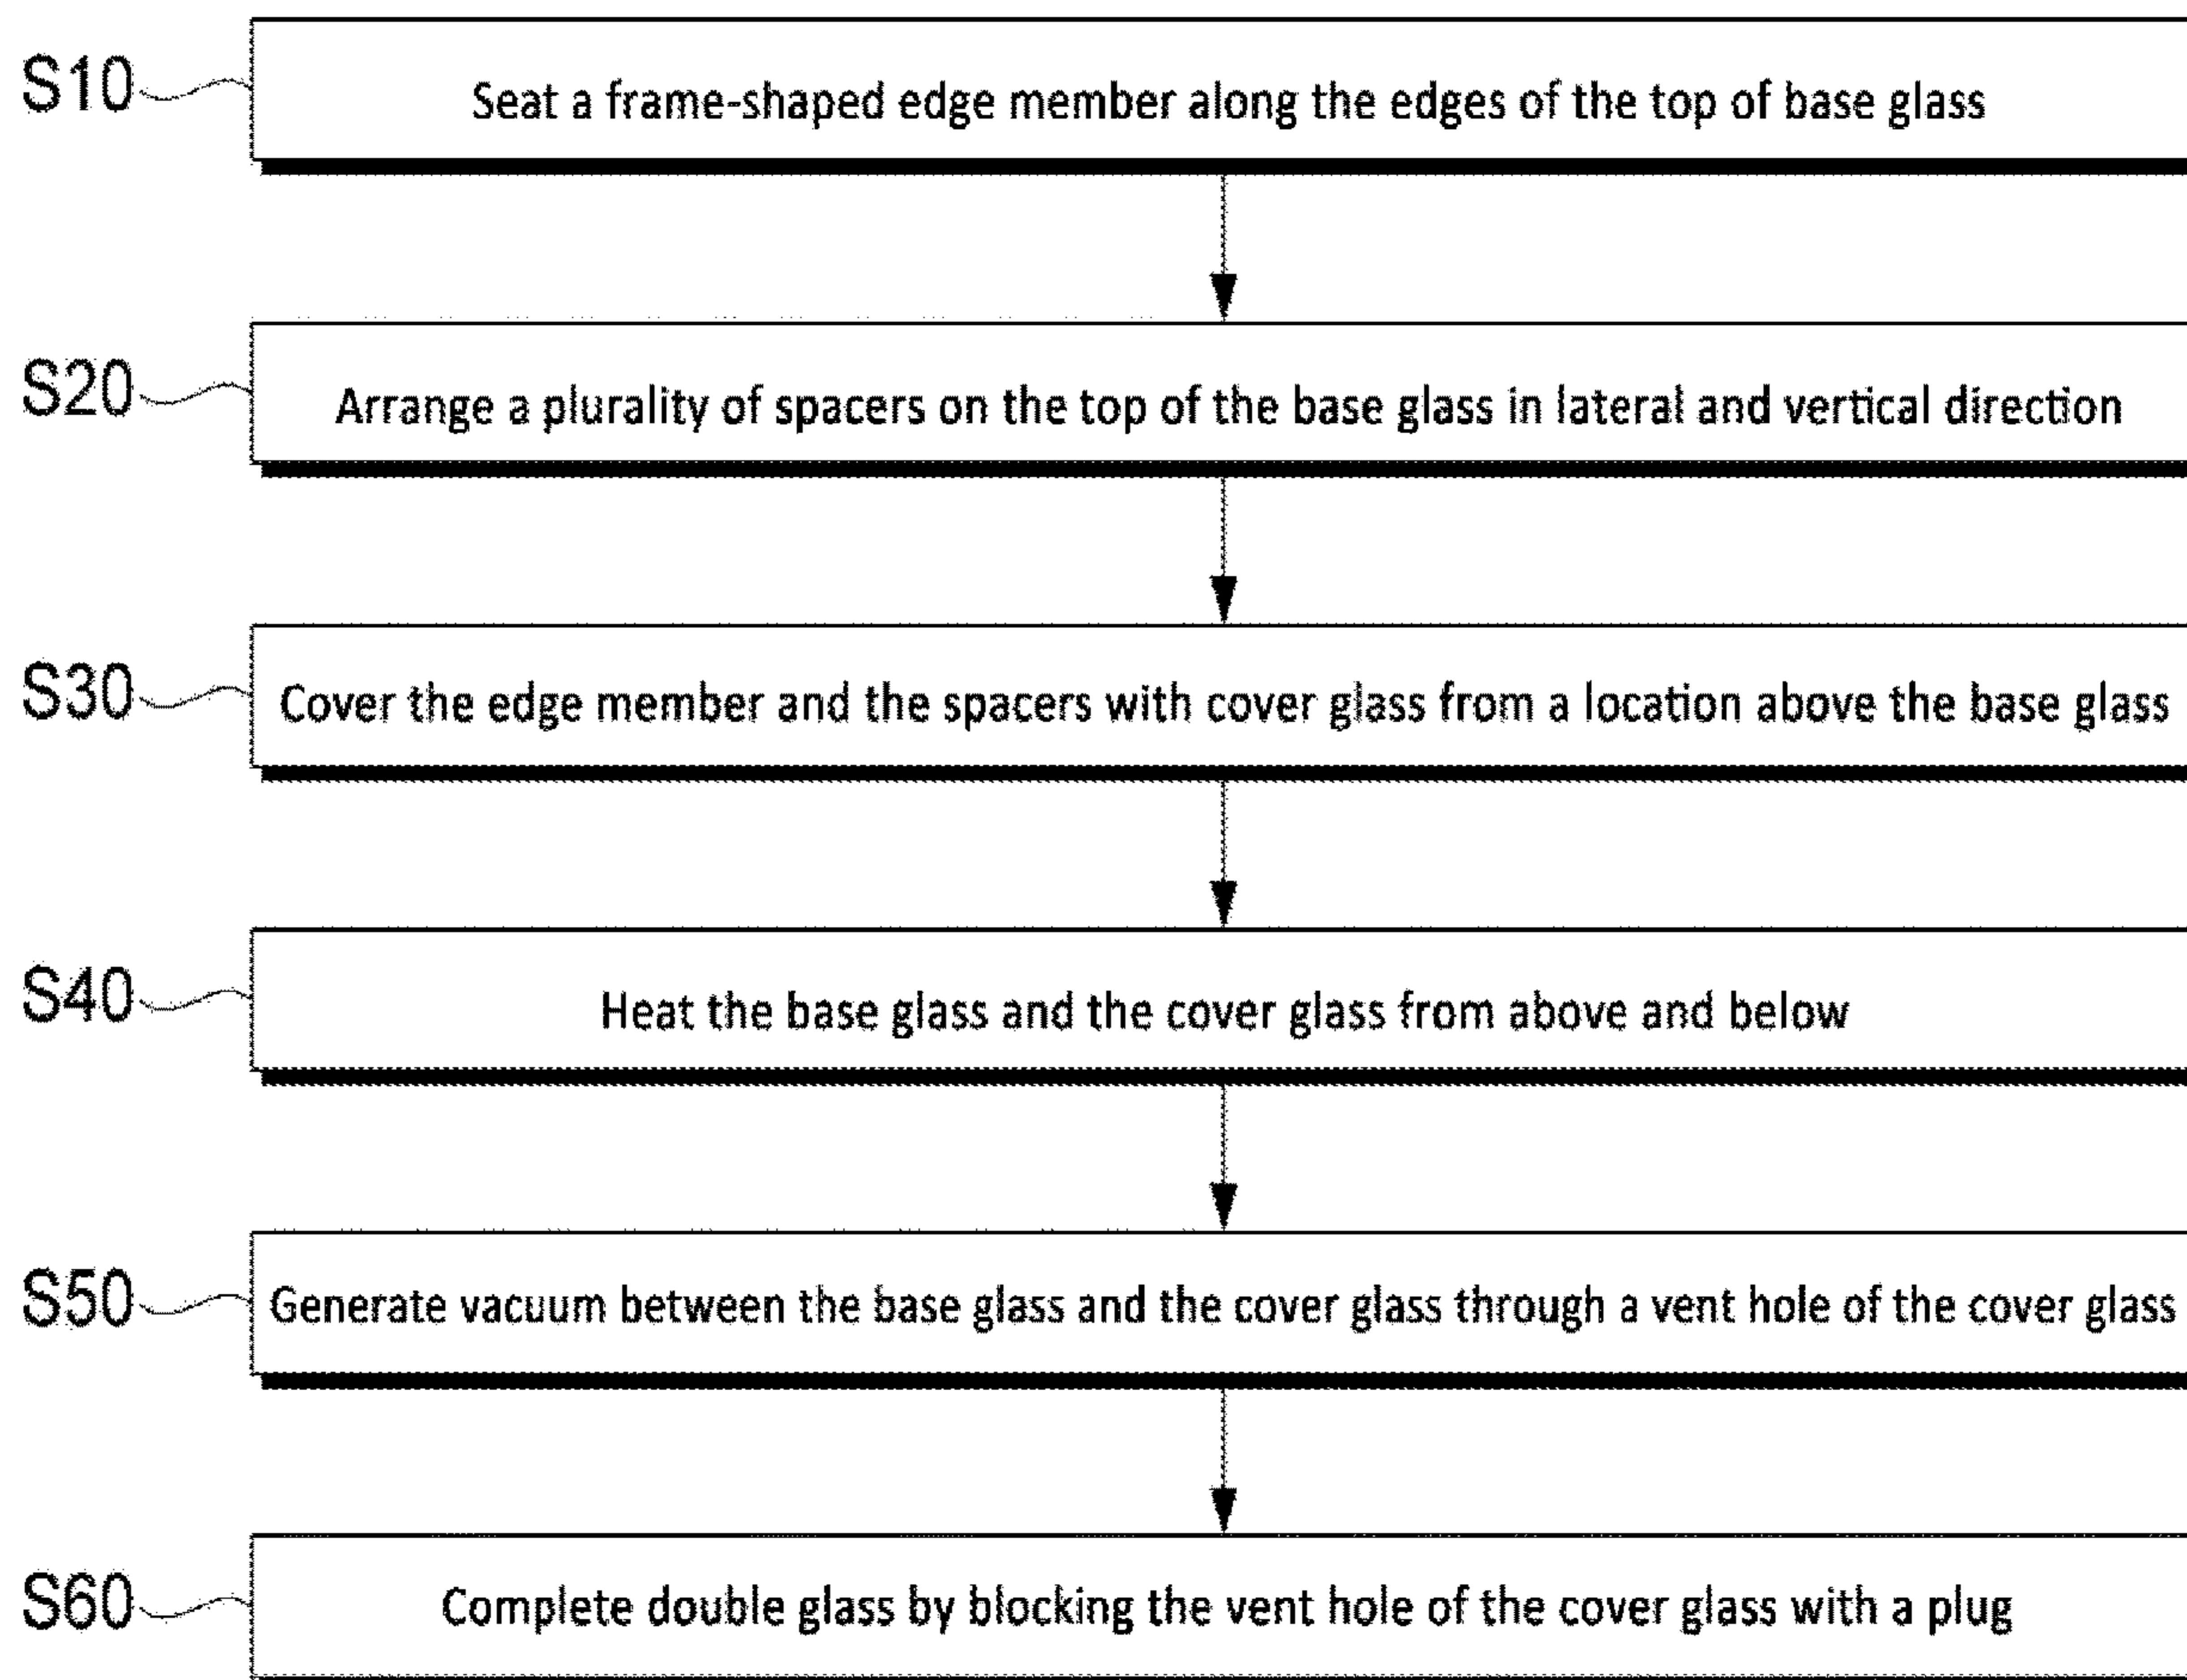 S10 Seat a frame-shaped edge member along the edges of the top of base glass
S20 Arrange a plurality of spacers on the top of the base glass in lateral and vertical direction
S30 Cover the edge member and the spacers with cover glass from a location above the base glass
S40 Heat the base glass and the cover glass from above and below
S50 Generate vacuum between the base glass and the cover glass through a vent hole of the cover glass
S60 Complete double glass by blocking the vent hole of the cover glass with a plug